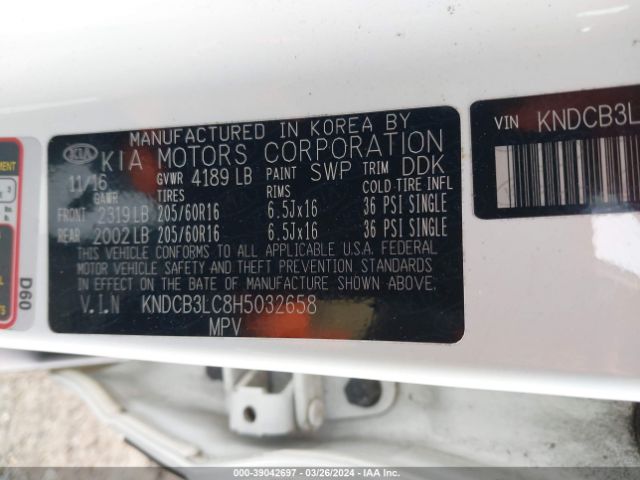 MANUFACTURED IN KOREA BY
KIA KIA MOTORS CORPORATION
11/16 GVWR 4189 LB PAINT SWP TRIM DDK
GAWR TIRES RIMS COLD TIRE INFL
FRONT 2319 LB 205/60R16 6.5Jx16 36 PSI SINGLE
REAR 2002 LB 205/60R16 6.5Jx16 36 PSI SINGLE
THIS VEHICLE CONFORMS TO ALL APPLICABLE U.S.A. FEDERAL
MOTOR VEHICLE SAFETY AND THEFT PREVENTION STANDARDS
IN EFFECT ON THE DATE OF MANUFACTURE SHOWN ABOVE.
V.I.N KNDCB3LC8H5032658
MPV
VIN KNDCB3L
D60
000-39042697 - 03/26/2024 - IAA Inc.